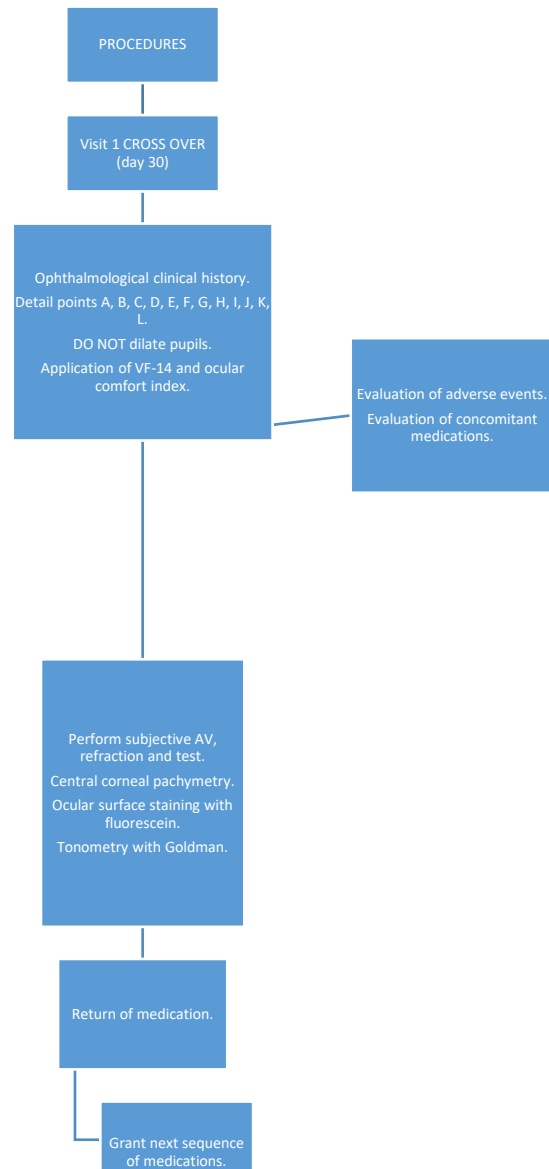 PROCEDURES
Visit 1 CROSS OVER
(day 30)
Ophthalmological clinical history.
Detail points A, B, C, D, E, F, G, H, I, J, K,
L.
DO NOT dilate pupils.
Application of VF-14 and ocular
comfort index.
Evaluation of adverse events.
Evaluation of concomitant
medications.
Perform subjective AV,
refraction and test.
Central corneal pachymetry.
Ocular surface staining with
fluorescein.
Tonometry with Goldman.
Return of medication.
Grant next sequence
of medications.